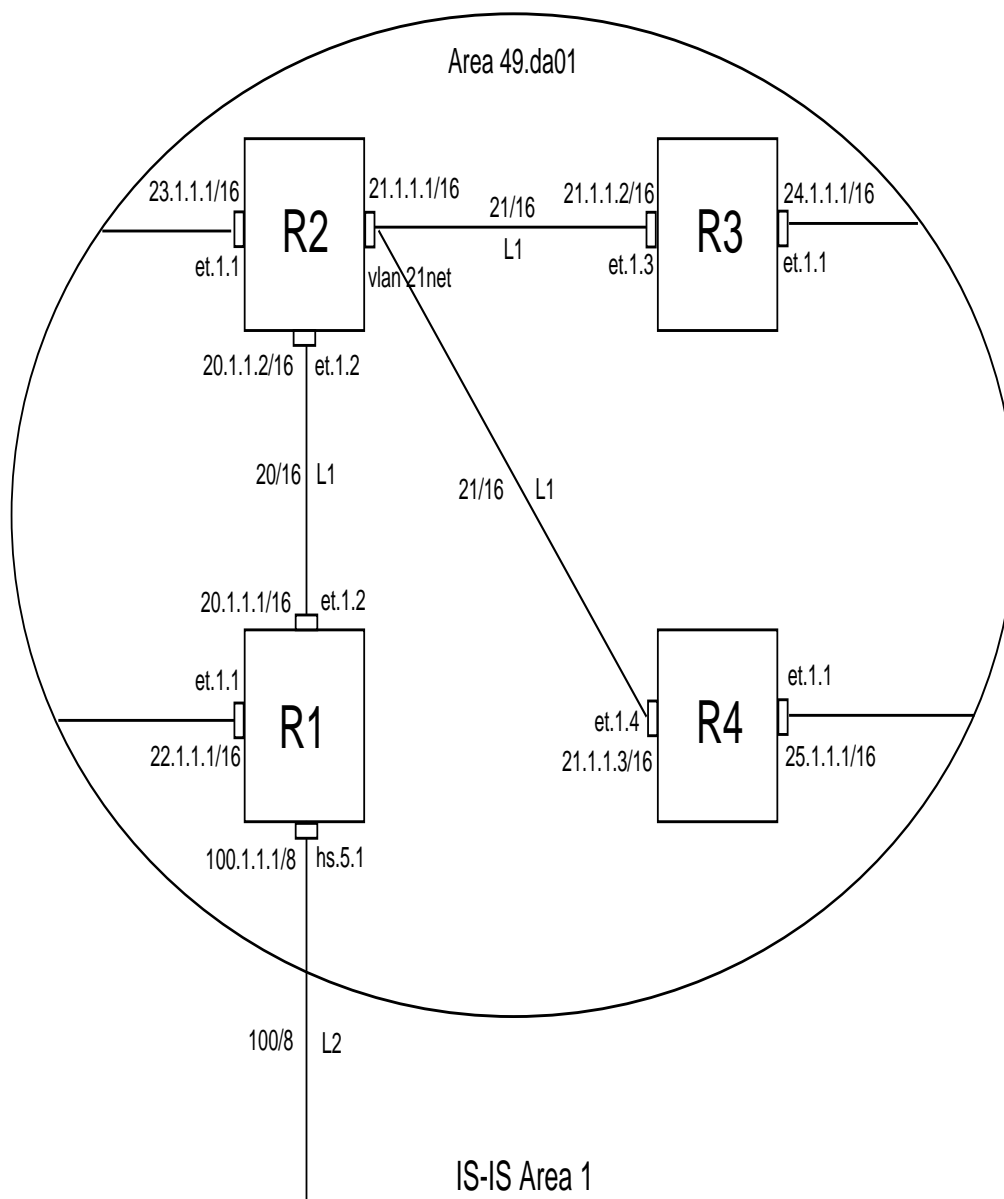 Area 49.da01
23.1.1.1/16
21.1.1.1/16
21/16
21.1.1.2/16
24.1.1.1/16
R2
R3
L1
et.1.1
vlan 21net
et.1.3
et.1.1
20.1.1.2/16
et.1.2
20/16
L1
21/16
L1
20.1.1.1/16
et.1.2
et.1.1
et.1.1
R1
R4
et.1.4
22.1.1.1/16
21.1.1.3/16
25.1.1.1/16
100.1.1.1/8
hs.5.1
100/8
L2
IS-IS Area 1